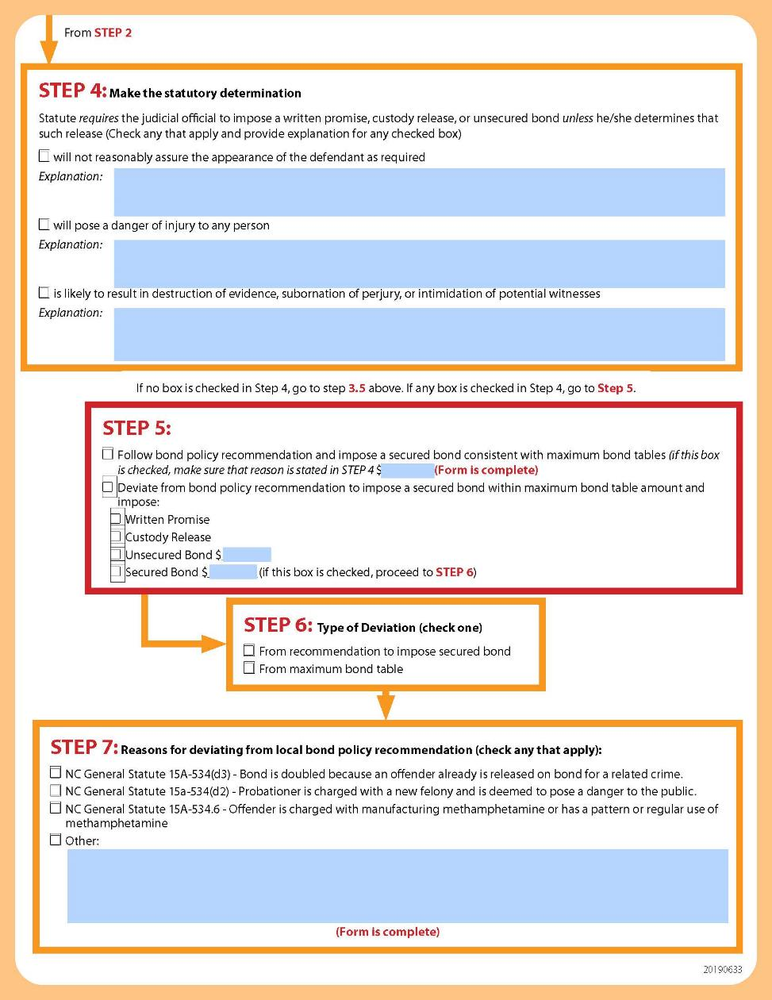 From STEP 2
STEP 4: Make the statutory determination
Statute requires the judicial official to impose a written promise, custody release, or unsecured bond unless he/she determines that
such release (Check any that apply and provide explanation for any checked box)
will not reasonably assure the appearance of the defendant as required
Explanation:
will pose a danger of injury to any person
Explanation:
is likely to result in destruction of evidence, subornation of perjury, or intimidation of potential witnesses
Explanation:
If no box is checked in Step 4, go to step 3.5 above. If any box is checked in Step 4, go to Step 5.
STEP 5:
Follow bond policy recommendation and impose a secured bond consistent with maximum bond tables (if this box
is checked, make sure that reason is stated in STEP 4 $ (Form is complete)
Deviate from bond policy recommendation to impose a secured bond within maximum bond table amount and
impose:
Written Promise
Custody Release
Unsecured Bond $
Secured Bond $ (if this box is checked, proceed to STEP 6)
STEP 6: Type of Deviation (check one)
From recommendation to impose secured bond
From maximum bond table
STEP 7: Reasons for deviating from local bond policy recommendation (check any that apply):
NC General Statute 15A-534(d3) - Bond is doubled because an offender already is released on bond for a related crime.
NC General Statute 15a-534(d2) - Probationer is charged with a new felony and is deemed to pose a danger to the public.
NC General Statute 15A-534.6 - Offender is charged with manufacturing methamphetamine or has a pattern or regular use of
methamphetamine
Other:
(Form is complete)
20190633